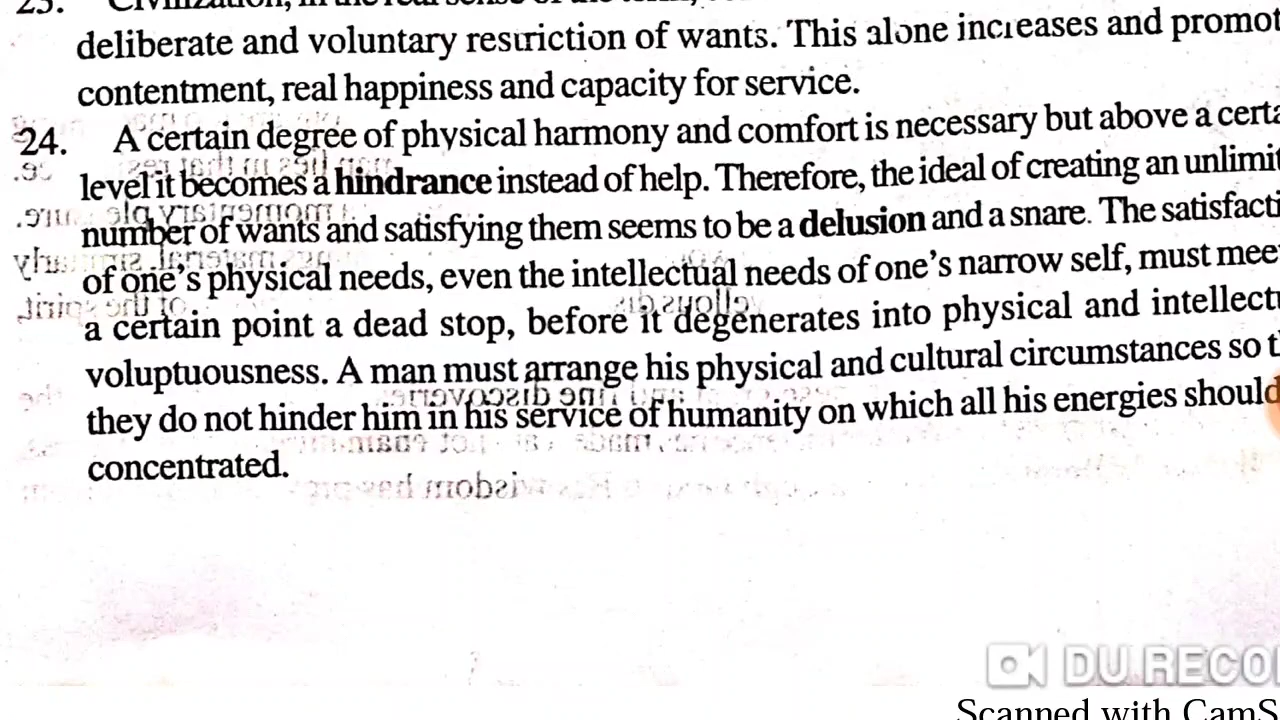 23. Civilization, in the real sense of the term,
deliberate and voluntary restriction of wants. This alone increases and promot
contentment, real happiness and capacity for service.
24. A certain degree of physical harmony and comfort is necessary but above a certa
level it becomes a hindrance instead of help. Therefore, the ideal of creating an unlimit
number of wants and satisfying them seems to be a delusion and a snare. The satisfacti
of one's physical needs, even the intellectual needs of one's narrow self, must mee
a certain point a dead stop, before it degenerates into physical and intellectu
voluptuousness. A man must arrange his physical and cultural circumstances so t
they do not hinder him in his service of humanity on which all his energies should
concentrated.
DU RECO
Scanned with CamS